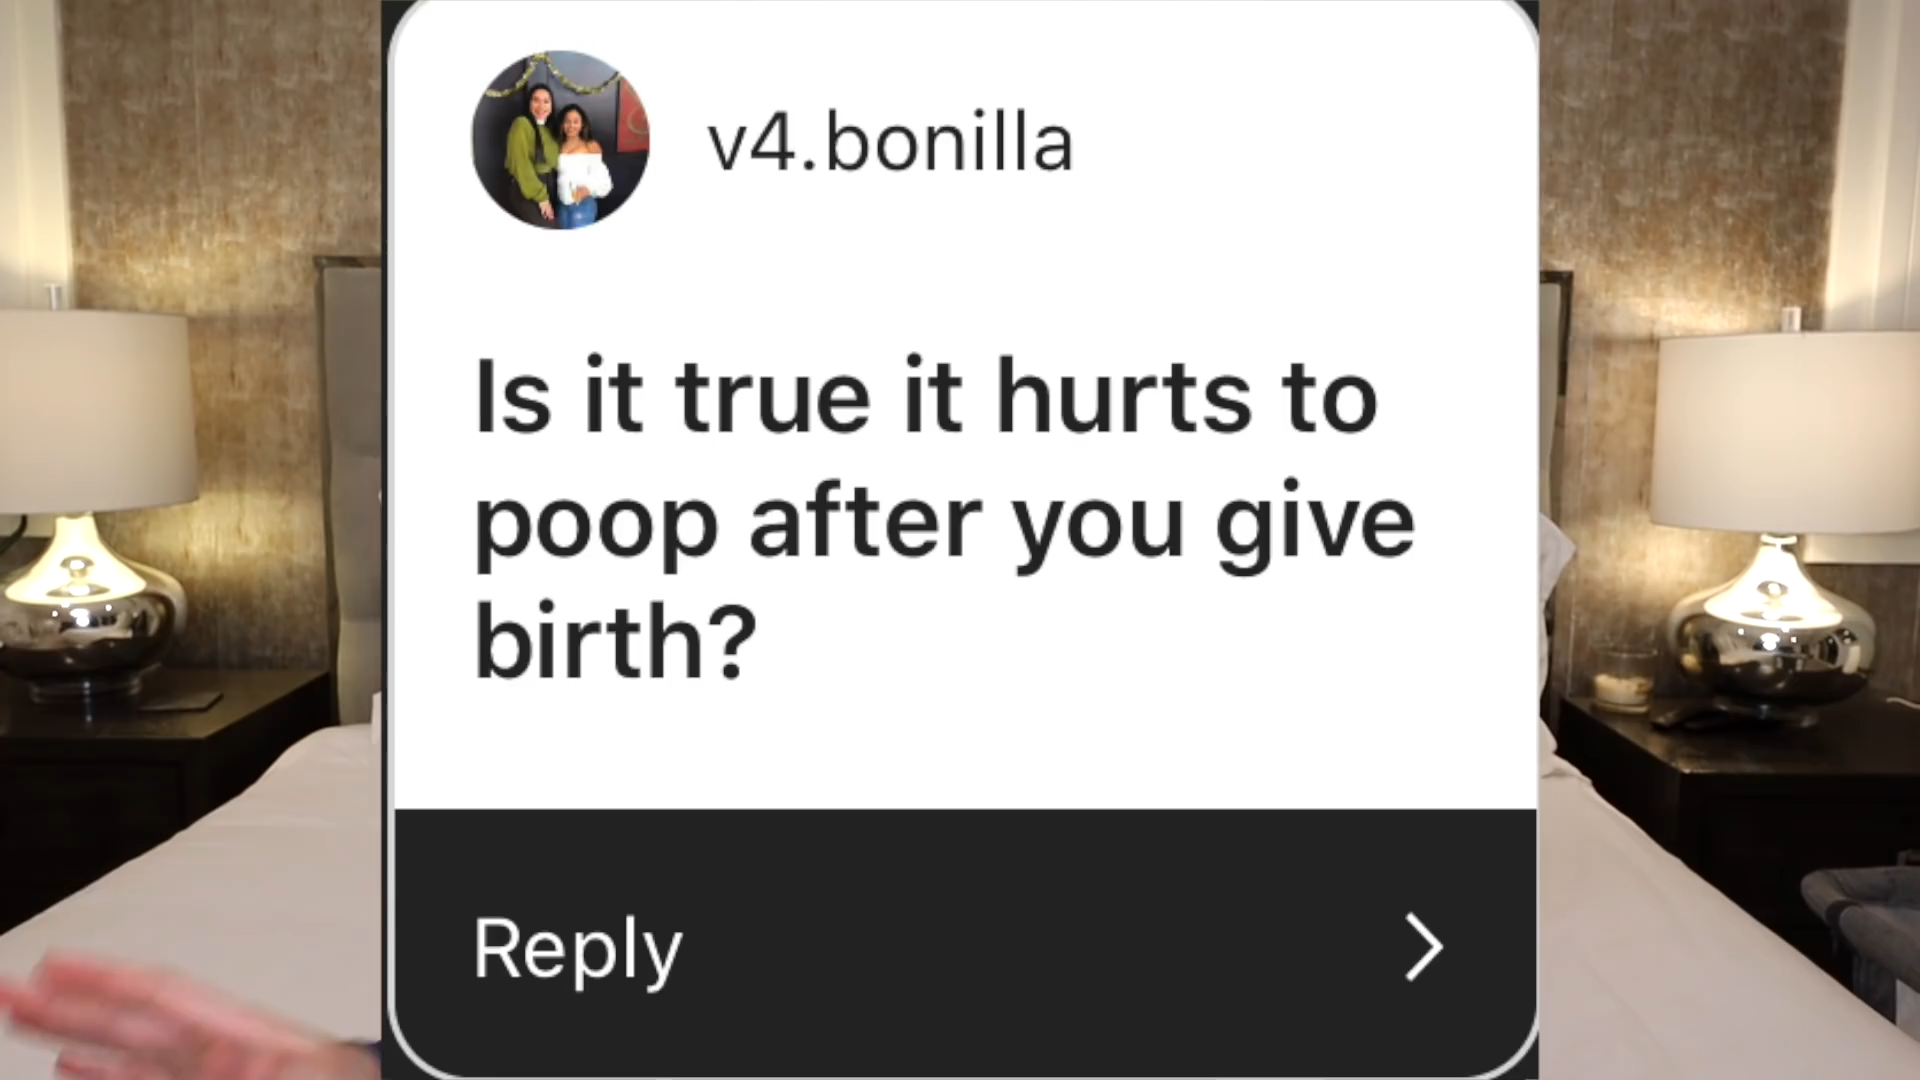 v4.bonilla
Is it true it hurts to
poop after you give
birth?
Reply